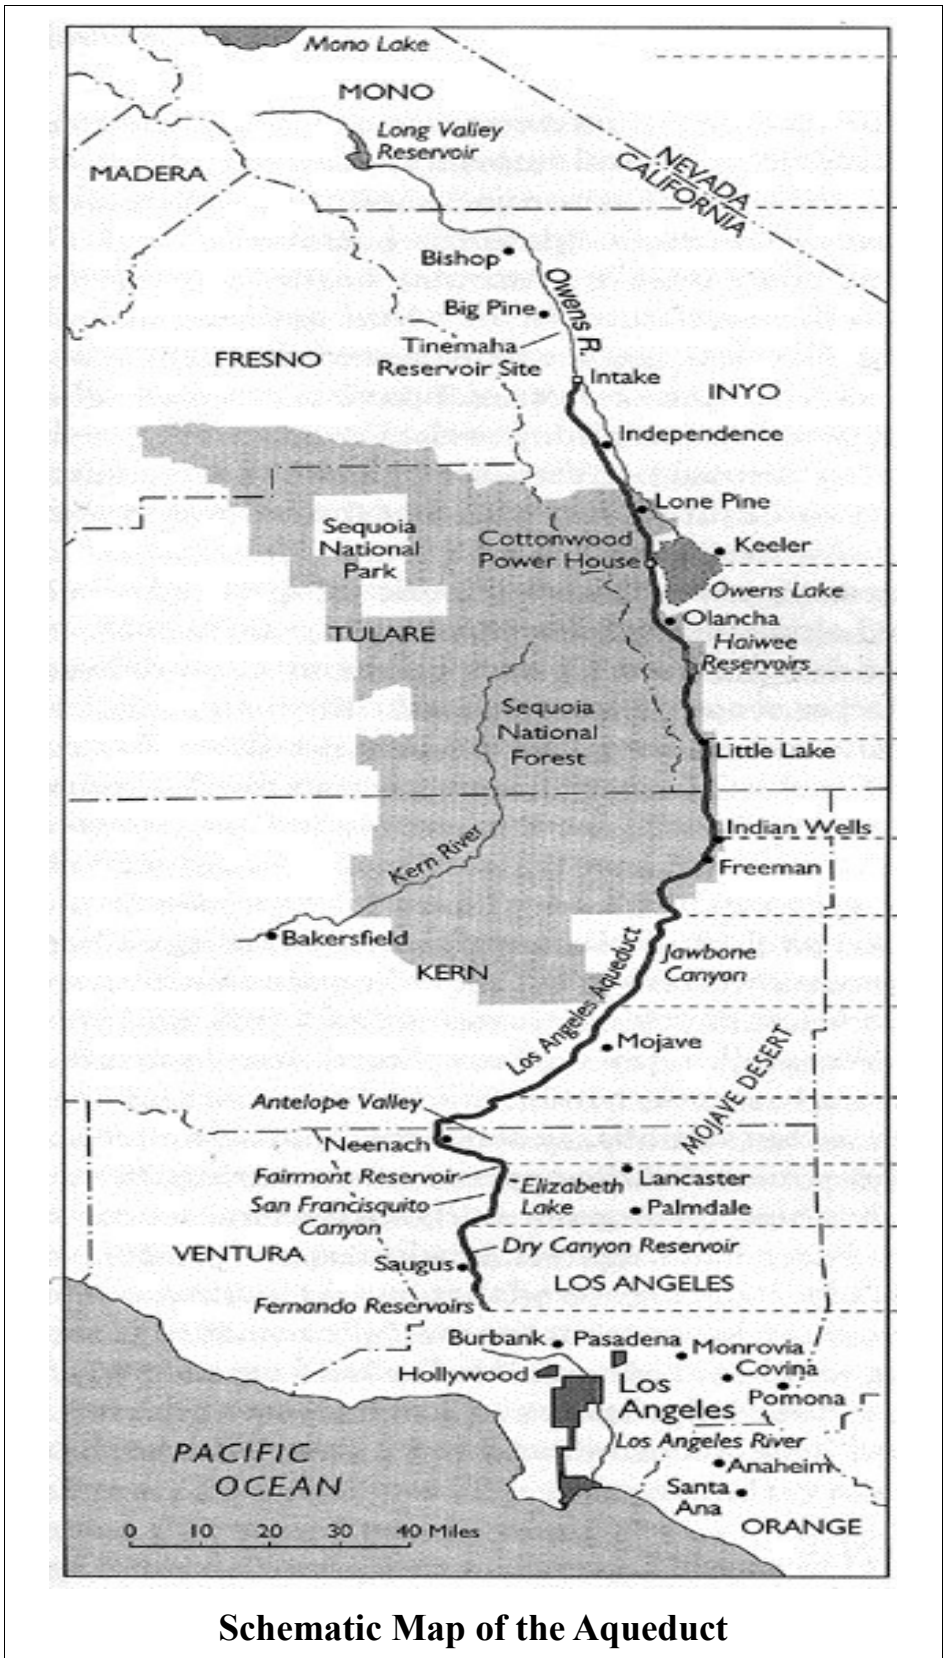 Mono Lake
MONO
Long Valley
Reservoir
MADERA
NEVADA
CALIFORNIA
Bishop
Owens R.
Big Pine
Tinemaha
Reservoir Site
FRESNO
Intake
INYO
Independence
Lone Pine
Sequoia
National
Park
Cottonwood
Power House
Keeler
Owens Lake
Olancha
TULARE
Haiwee
Reservoirs
Sequoia
National
Forest
Little Lake
Indian Wells
Kern River
Freeman
Bakersfield
KERN
Jawbone
Canyon
Los Angeles Aqueduct
Mojave
MOJAVE DESERT
Antelope Valley
Neenach
Fairmont Reservoir
Elizabeth
Lake
Lancaster
San Francisquito
Canyon
Palmdale
VENTURA
Dry Canyon Reservoir
Saugus
LOS ANGELES
Fernando Reservoirs
Burbank
Pasadena
Monrovia
Hollywood
Covina
Los
Angeles
Pomona
Los Angeles River
PACIFIC
OCEAN
Anaheim
Santa
Ana
ORANGE
0 10 20 30 40 Miles
Schematic Map of the Aqueduct